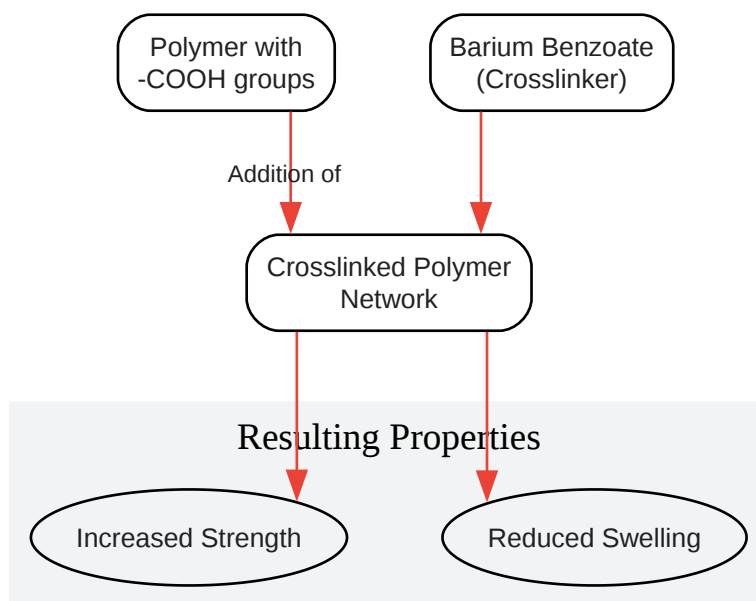 Polymer with
-COOH groups
Barium Benzoate
(Crosslinker)
Addition of
Crosslinked Polymer
Network
Resulting Properties
Increased Strength
Reduced Swelling